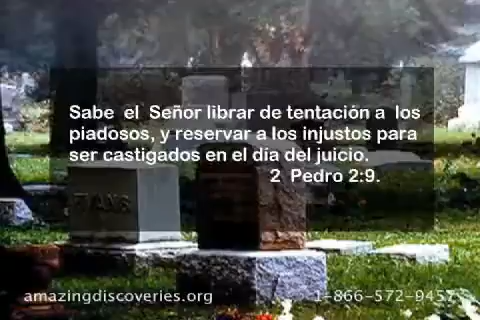 Sabe el Señor librar de tentación a los
piadosos, y reservar a los injustos para
ser castigados en el día del juicio.
2 Pedro 2:9.
EVANS
amazingdiscoveries.org 1-866-572-9457